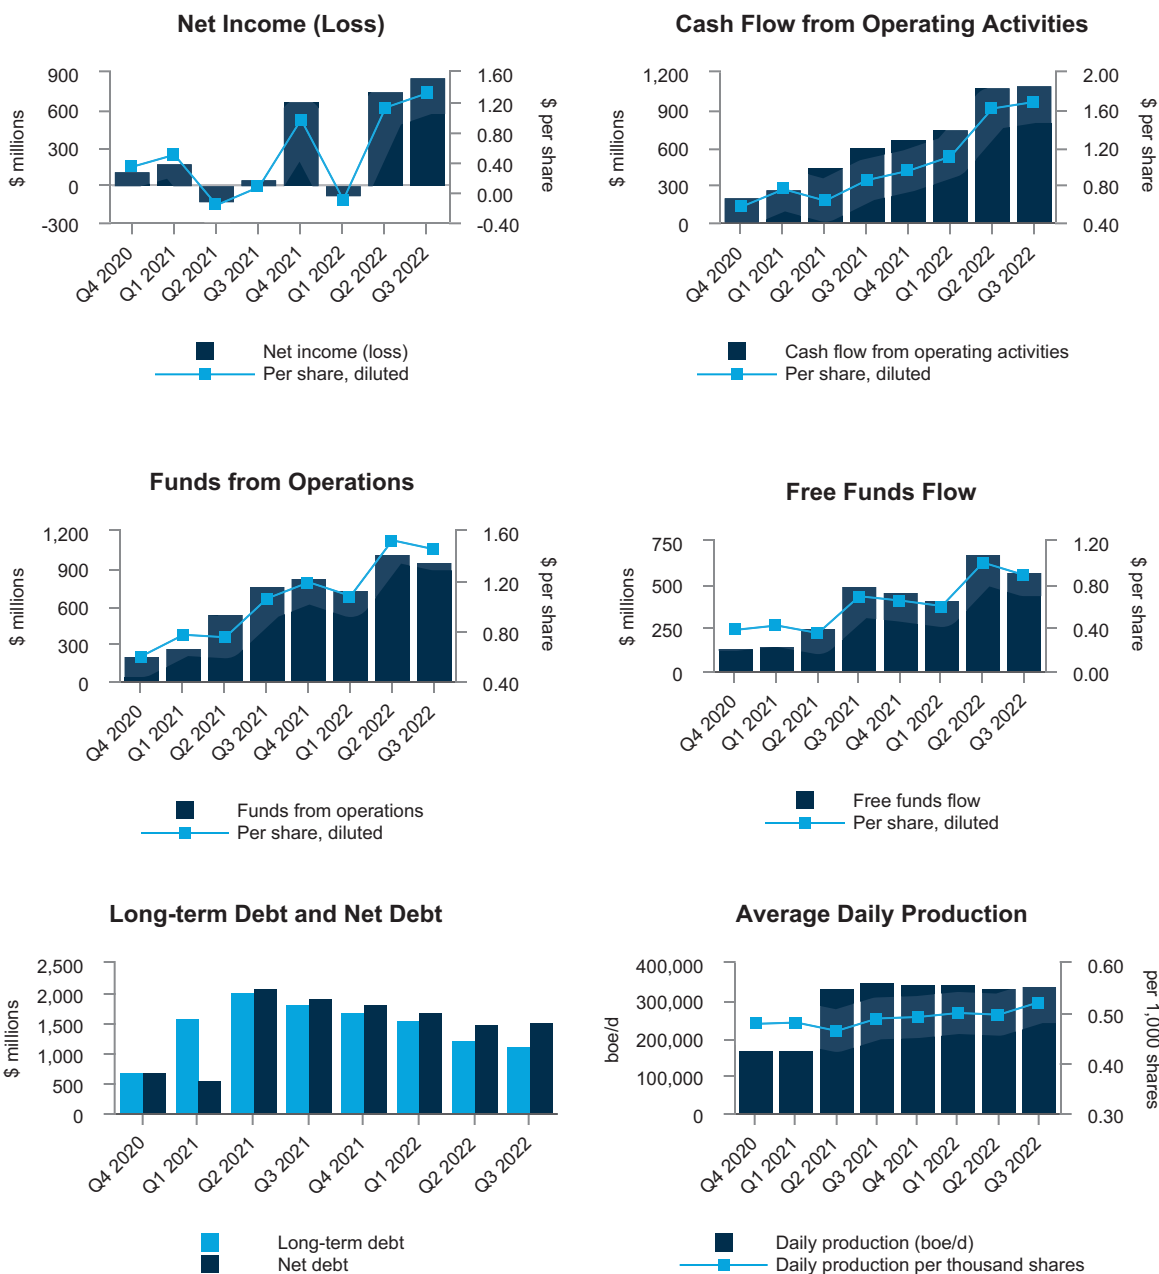 Net Income (Loss)
900
600
300
0
-300
$ millions
1.60
1.20
0.80
0.40
0.00
-0.40
$ per share
Q4 2020
Q1 2021
Q2 2021
Q3 2021
Q4 2021
Q1 2022
Q2 2022
Q3 2022
Net income (loss)
Per share, diluted
Cash Flow from Operating Activities
1,200
900
600
300
0
$ millions
2.00
1.60
1.20
0.80
0.40
$ per share
Q4 2020
Q1 2021
Q2 2021
Q3 2021
Q4 2021
Q1 2022
Q2 2022
Q3 2022
Cash flow from operating activities
Per share, diluted
Funds from Operations
1,200
900
600
300
0
$ millions
1.60
1.20
0.80
0.40
$ per share
Q4 2020
Q1 2021
Q2 2021
Q3 2021
Q4 2021
Q1 2022
Q2 2022
Q3 2022
Funds from operations
Per share, diluted
Free Funds Flow
750
500
250
0
$ millions
1.20
0.80
0.40
0.00
$ per share
Q4 2020
Q1 2021
Q2 2021
Q3 2021
Q4 2021
Q1 2022
Q2 2022
Q3 2022
Free funds flow
Per share, diluted
Long-term Debt and Net Debt
2,500
2,000
1,500
1,000
500
0
$ millions
Q4 2020
Q1 2021
Q2 2021
Q3 2021
Q4 2021
Q1 2022
Q2 2022
Q3 2022
Long-term debt
Net debt
Average Daily Production
400,000
300,000
200,000
100,000
0
boe/d
0.60
0.50
0.40
0.30
per 1,000 shares
Q4 2020
Q1 2021
Q2 2021
Q3 2021
Q4 2021
Q1 2022
Q2 2022
Q3 2022
Daily production (boe/d)
Daily production per thousand shares